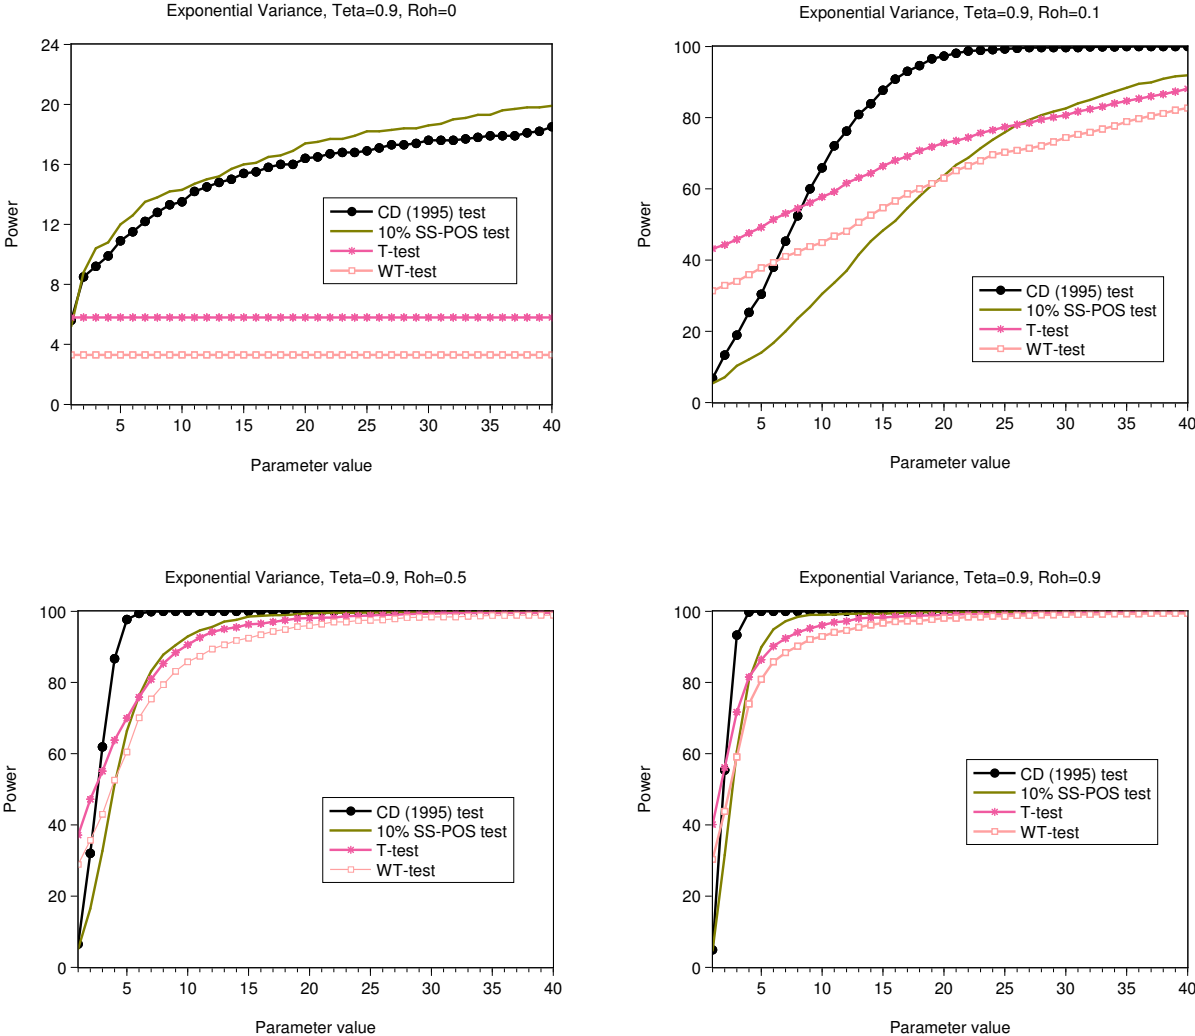 Exponential Variance, Teta=0.9, Roh=0
24
20
16
12
8
4
0
Power
CD (1995) test
10% SS-POS test
T-test
WT-test
5 10 15 20 25 30 35 40
Parameter value
Exponential Variance, Teta=0.9, Roh=0.1
100
80
60
40
20
0
Power
CD (1995) test
10% SS-POS test
T-test
WT-test
5 10 15 20 25 30 35 40
Parameter value
Exponential Variance, Teta=0.9, Roh=0.5
100
80
60
40
20
0
Power
CD (1995) test
10% SS-POS test
T-test
WT-test
5 10 15 20 25 30 35 40
Parameter value
Exponential Variance, Teta=0.9, Roh=0.9
100
80
60
40
20
0
Power
CD (1995) test
10% SS-POS test
T-test
WT-test
5 10 15 20 25 30 35 40
Parameter value